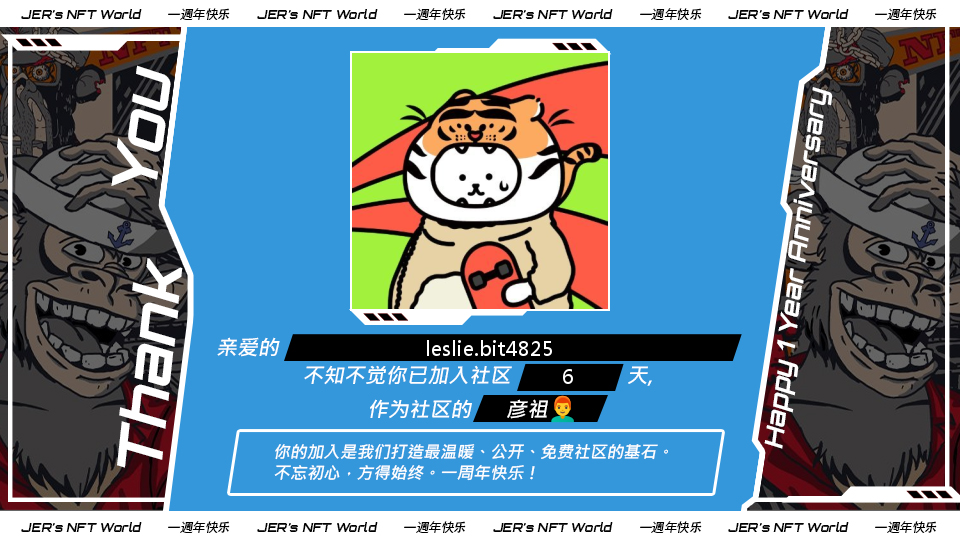 JER's NFT World 一週年快乐 JER's NFT World 一週年快乐 JER's NFT World 一週年快乐 JER's NFT World 一週年快乐
Thank You
Happy 1 Year Anniversary
亲爱的 leslie.bit4825
不知不觉你已加入社区 6 天,
作为社区的 彦祖👨‍🦰
你的加入是我们打造最温暖、公开、免费社区的基石。
不忘初心，方得始终。一周年快乐！
JER's NFT World 一週年快乐 JER's NFT World 一週年快乐 JER's NFT World 一週年快乐 JER's NFT World 一週年快乐